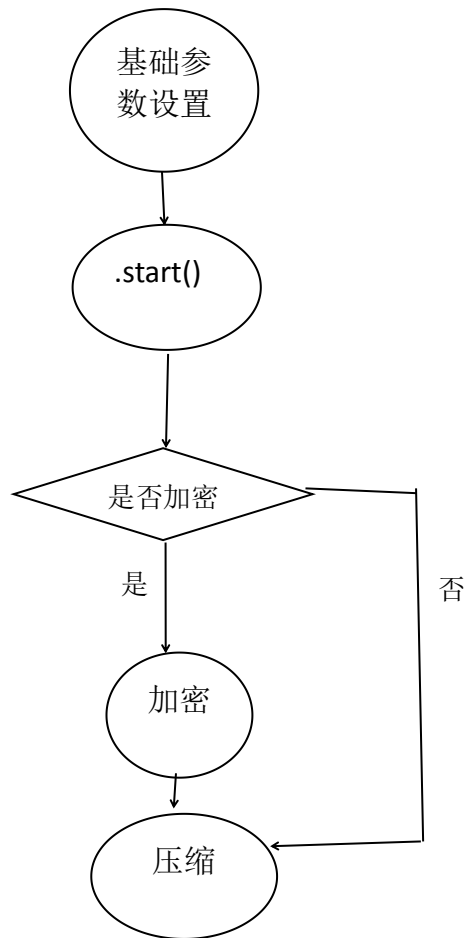 基础参
数设置
.start()
是否加密
是
否
加密
压缩